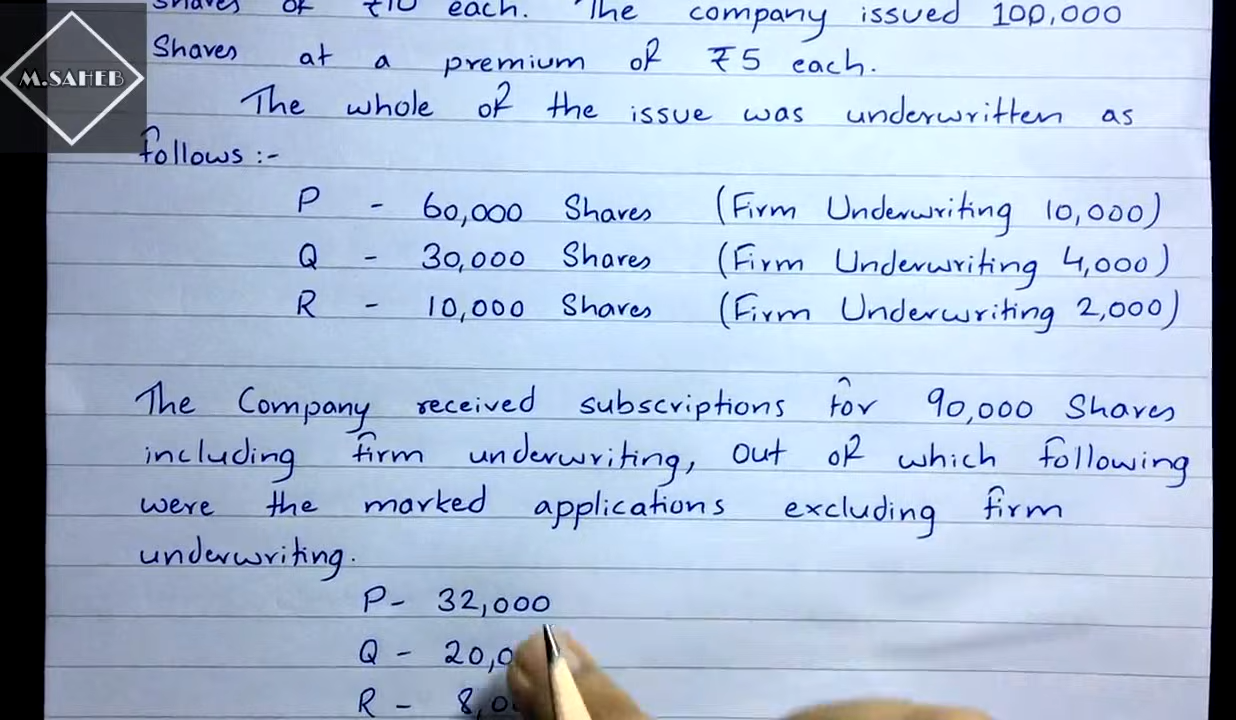 shares of ₹10 each. The company issued 100,000
Shares at a premium of ₹5 each.
M.SAHEB
The whole of the issue was underwritten as
follows :-
P - 60,000 Shares (Firm Underwriting 10,000)
Q - 30,000 Shares (Firm Underwriting 4,000)
R - 10,000 Shares (Firm Underwriting 2,000)
The Company received subscriptions for 90,000 Shares
including firm underwriting, out of which following
were the marked applications excluding firm
underwriting.
P - 32,000
Q -
R -